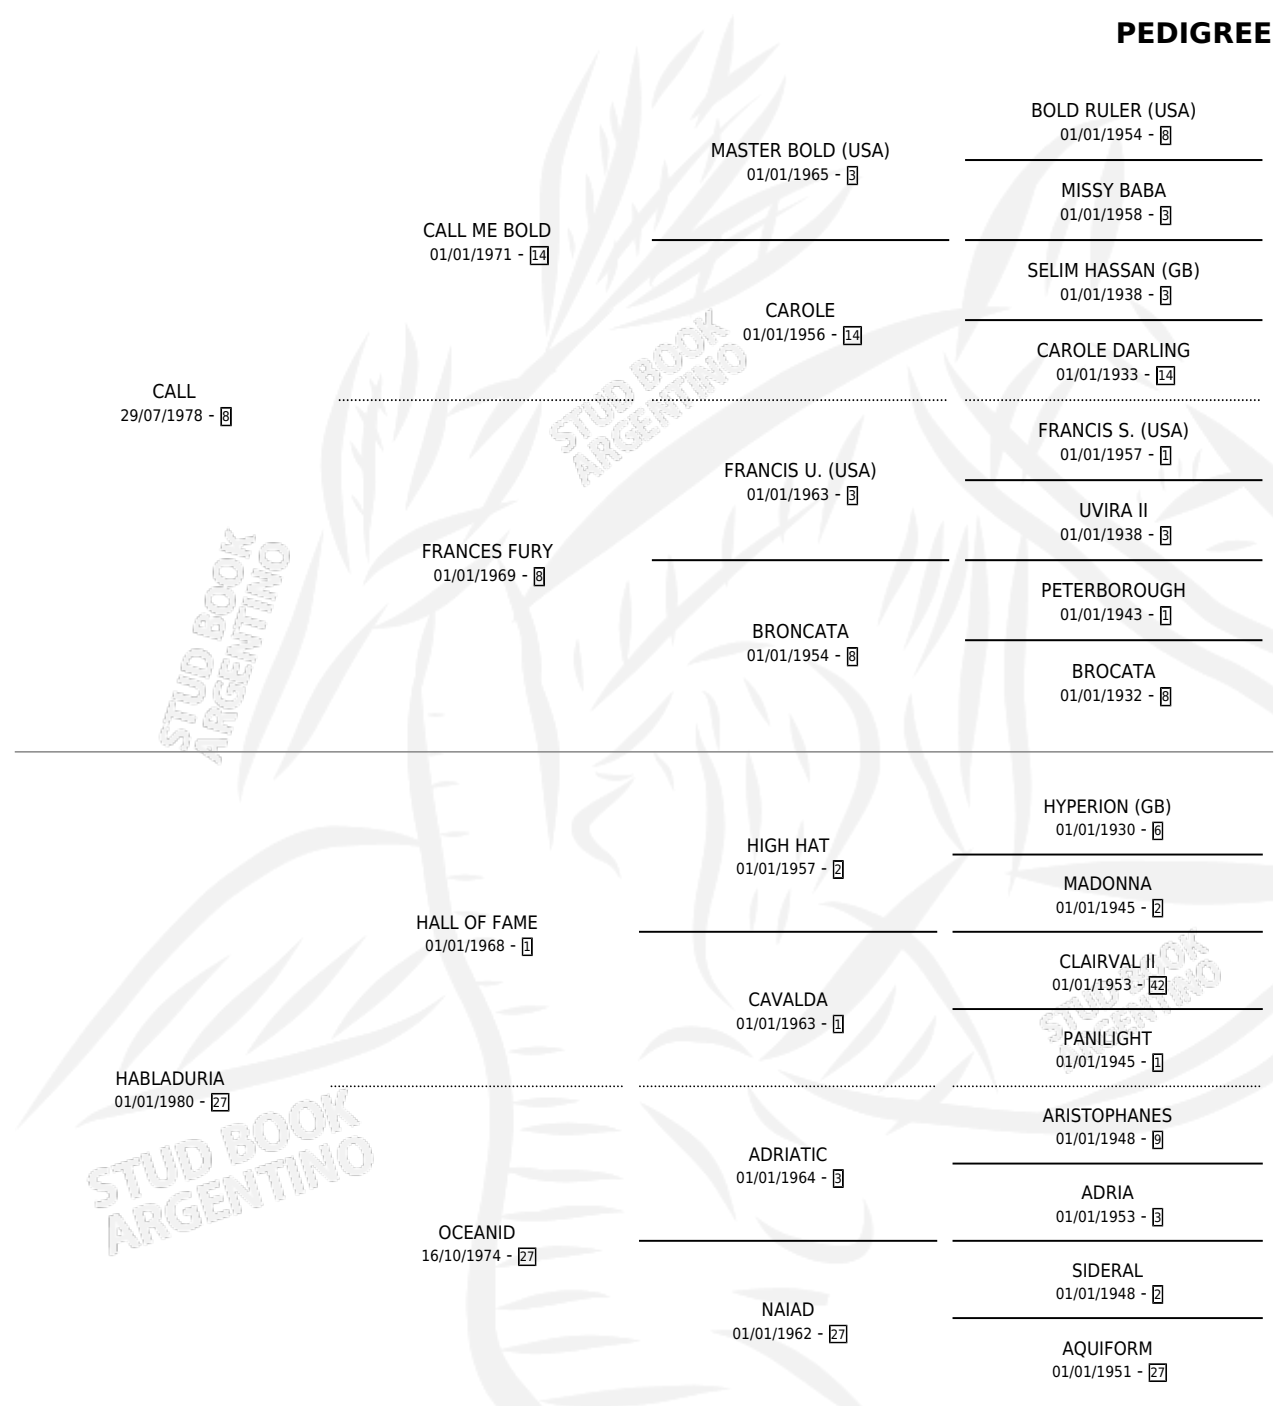 PEDIGREE
BOLD RULER (USA)
01/01/1954 - 8
MASTER BOLD (USA)
01/01/1965 - 3
MISSY BABA
01/01/1958 - 3
CALL ME BOLD
01/01/1971 - 14
SELIM HASSAN (GB)
01/01/1938 - 3
CAROLE
01/01/1956 - 14
CAROLE DARLING
01/01/1933 - 14
CALL
29/07/1978 - 8
STUD BOOK
ARGENTINO
FRANCIS S. (USA)
01/01/1957 - 1
FRANCIS U. (USA)
01/01/1963 - 3
UVIRA II
01/01/1938 - 3
FRANCES FURY
01/01/1969 - 8
PETERBOROUGH
01/01/1943 - 1
BRONCATA
01/01/1954 - 8
BROCATA
01/01/1932 - 8
STUD BOOK
ARGENTINO
HYPERION (GB)
01/01/1930 - 6
HIGH HAT
01/01/1957 - 2
MADONNA
01/01/1945 - 2
HALL OF FAME
01/01/1968 - 1
CLAIRVAL II
01/01/1953 - 42
CAVALDA
01/01/1963 - 1
STUD BOOK
ARGENTINO
PANILIGHT
01/01/1945 - 1
HABLADURIA
01/01/1980 - 27
ARISTOPHANES
01/01/1948 - 9
ADRIATIC
01/01/1964 - 3
STUD BOOK
ARGENTINO
ADRIA
01/01/1953 - 3
OCEANID
16/10/1974 - 27
SIDERAL
01/01/1948 - 2
NAIAD
01/01/1962 - 27
AQUIFORM
01/01/1951 - 27